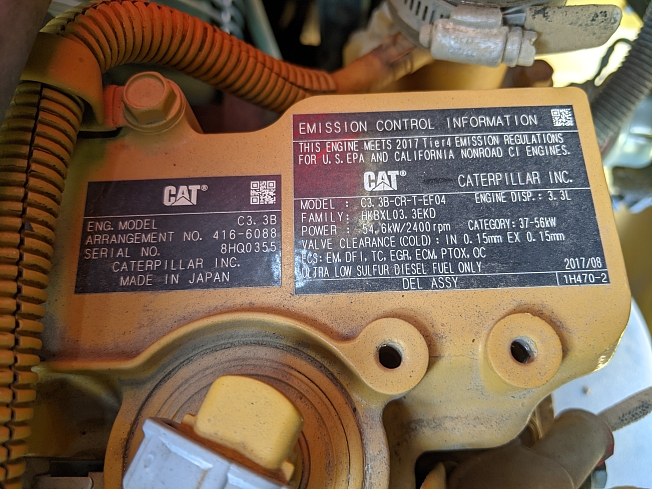 CAT
ENG. MODEL C3.3B
ARRANGEMENT NO. 416-6088
SERIAL NO. 8HQ0355
CATERPILLAR INC.
MADE IN JAPAN
EMISSION CONTROL INFORMATION
THIS ENGINE MEETS 2017 Tier4 EMISSION REGULATIONS
FOR U.S. EPA AND CALIFORNIA NONROAD CI ENGINES.
CAT CATERPILLAR INC.
MODEL : C3.3B-CR-T-EF04 ENGINE DISP.: 3.3L
FAMILY: HKBXL03.3EKD
POWER : 54.6kW/2400rpm CATEGORY: 37-56kW
VALVE CLEARANCE(COLD): IN 0.15mm EX 0.15mm
ECS: EM, DFI, TC, EGR, ECM, PTOX, OC
ULTRA LOW SULFUR DIESEL FUEL ONLY 2017/08
DEL ASSY 1H470-2